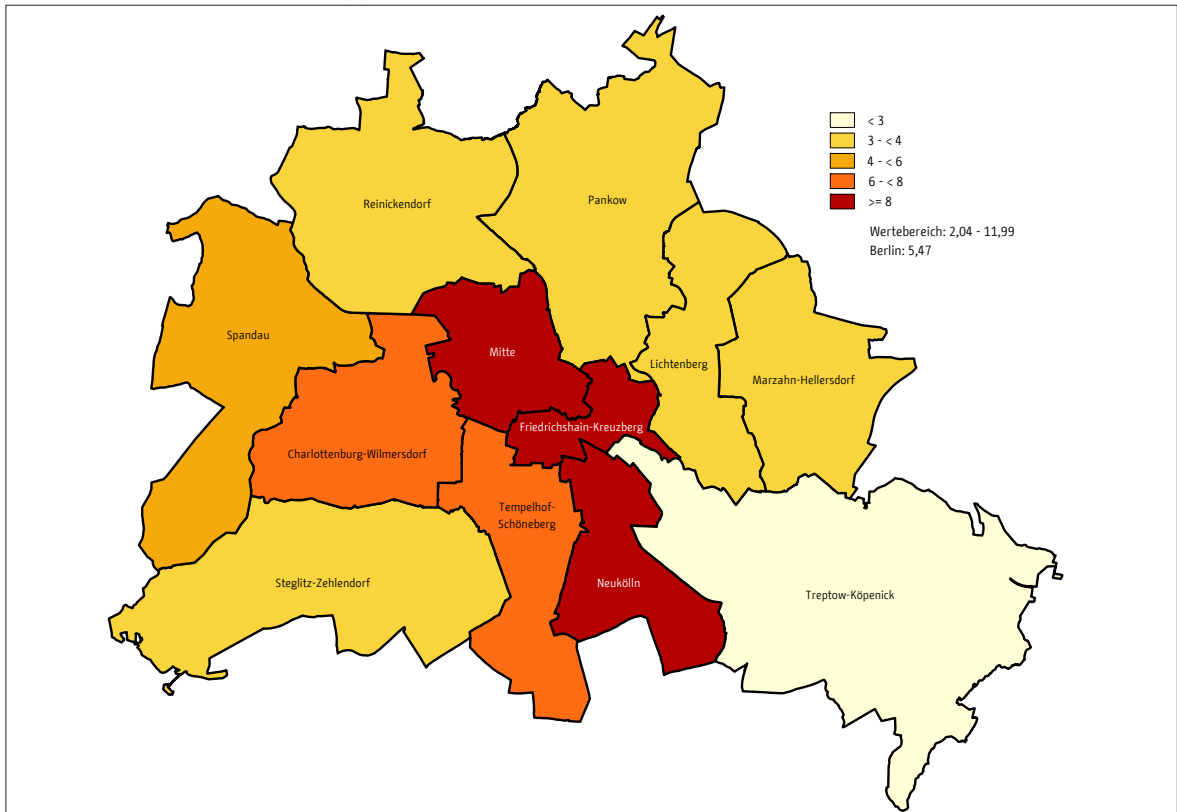 < 3
3 - < 4
4 - < 6
6 - < 8
>= 8
Wertebereich: 2,04 - 11,99
Berlin: 5,47
Reinickendorf
Pankow
Spandau
Mitte
Lichtenberg
Marzahn-Hellersdorf
Friedrichshain-Kreuzberg
Charlottenburg-Wilmersdorf
Tempelhof-
Schöneberg
Steglitz-Zehlendorf
Neukölln
Treptow-Köpenick